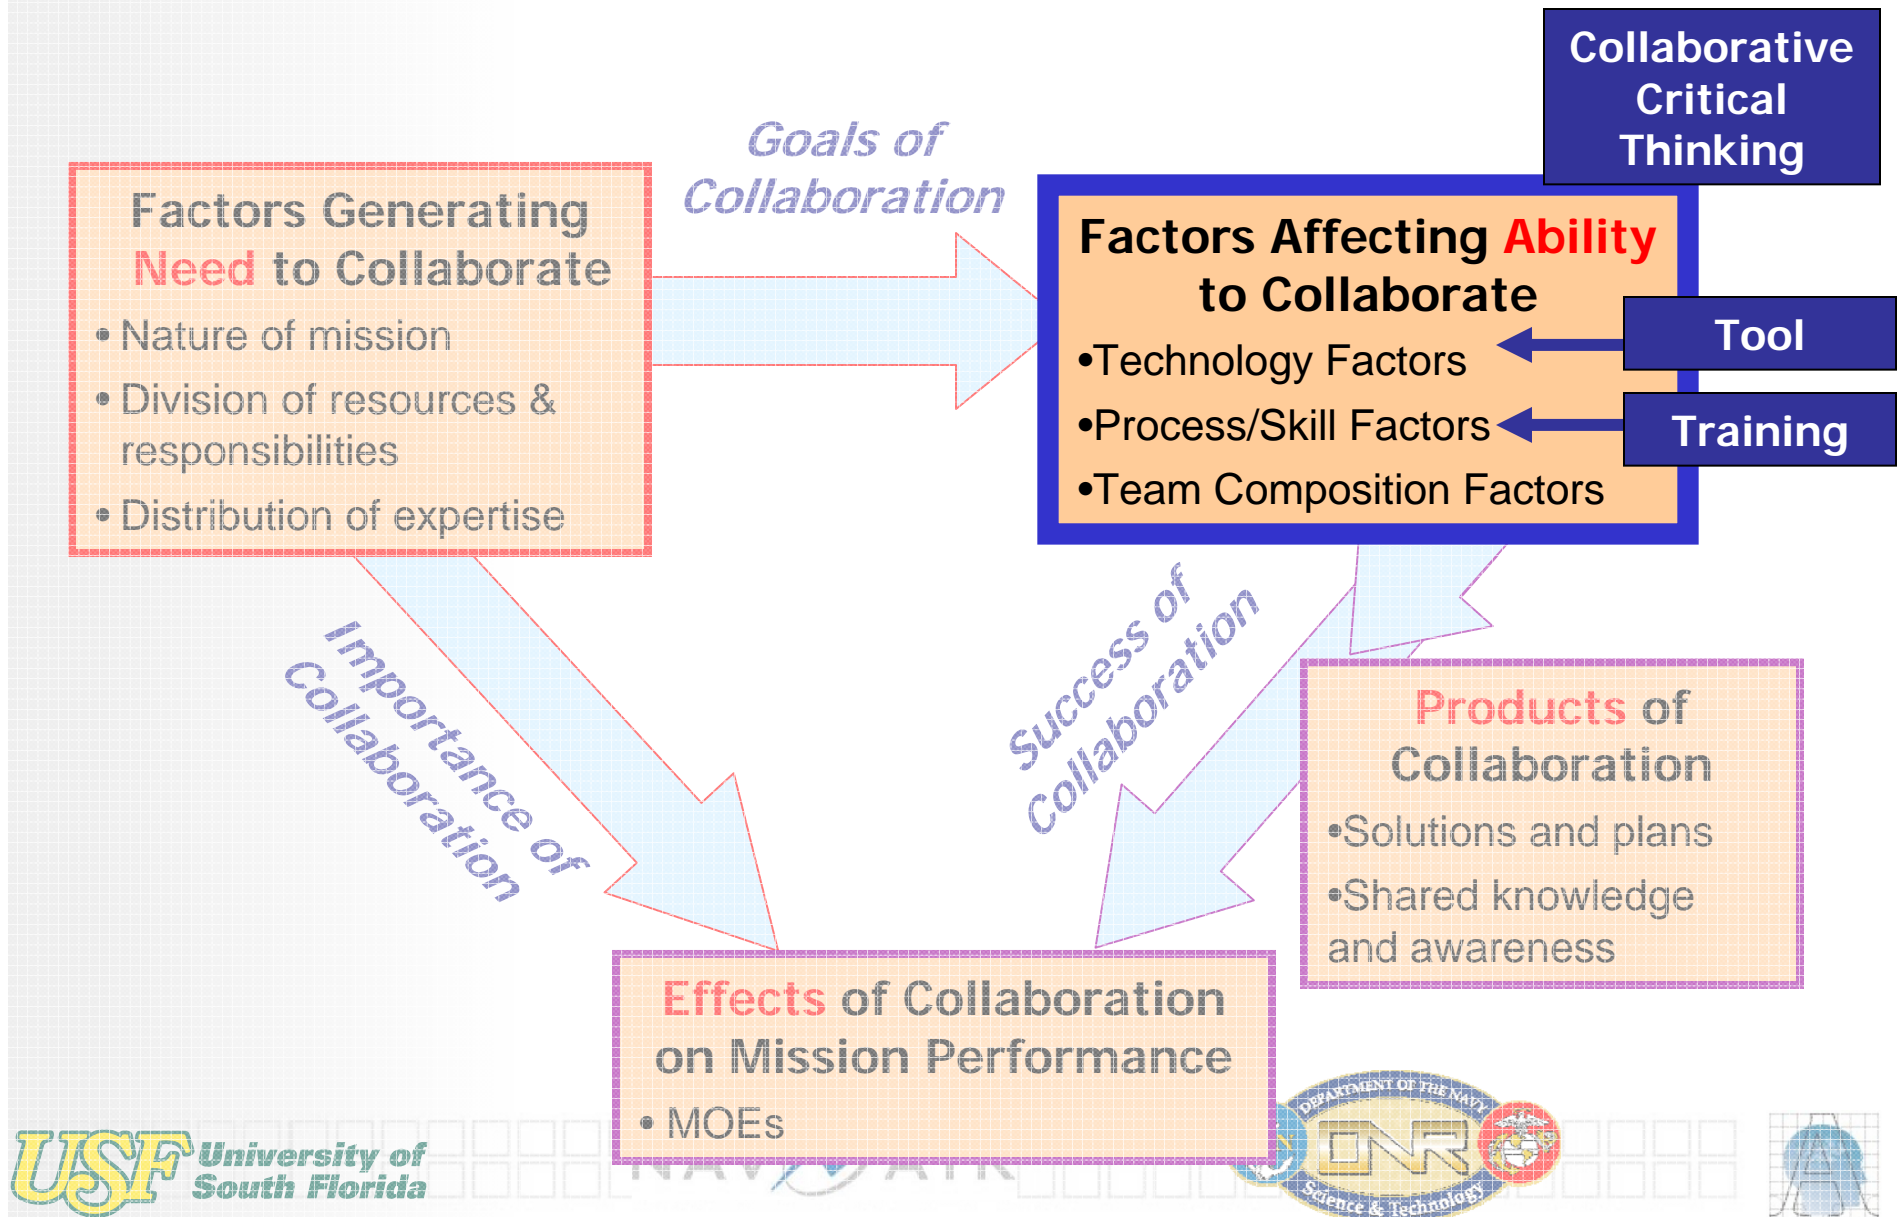 Collaborative
Critical
Thinking
Goals of
Collaboration
Factors Generating
Need to Collaborate
• Nature of mission
• Division of resources &
responsibilities
• Distribution of expertise
Factors Affecting Ability
to Collaborate
•Technology Factors
•Process/Skill Factors
•Team Composition Factors
Tool
Training
Importance of
Collaboration
Success of
Collaboration
Products of
Collaboration
•Solutions and plans
•Shared knowledge
and awareness
Effects of Collaboration
on Mission Performance
• MOEs
USF University of
South Florida
NAV AIR
DEPARTMENT OF THE NAVY
ONR
Science & Technology